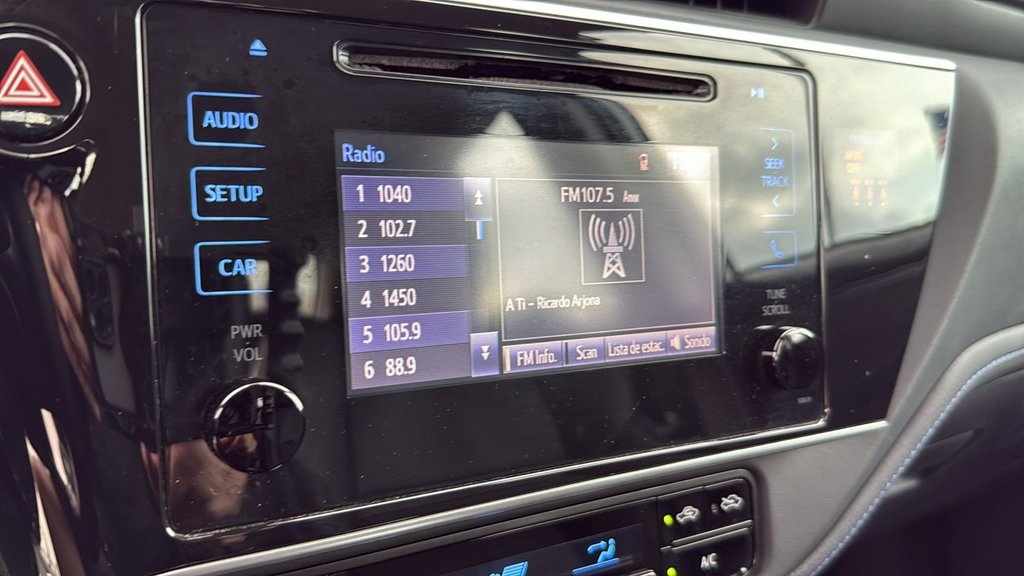 AUDIO
SETUP
CAR
PWR
VOL
Radio
1 1040
2 102.7
3 1260
4 1450
5 105.9
6 88.9
FM107.5 Amor
A Ti - Ricardo Arjona
FM Info.
Scan
Lista de estac.
Sonido
SEEK
TRACK
TUNE
SCROLL
A/C